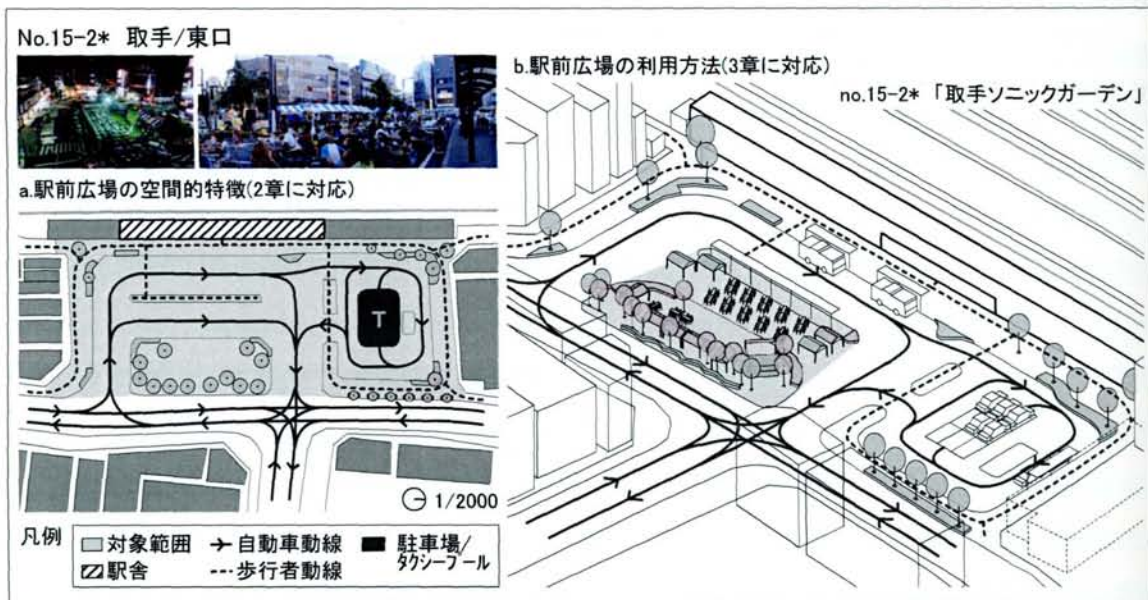 No.15-2* 取手/東口
a.駅前広場の空間的特徴(2章に対応)
T
1/2000
凡例
対象範囲
自動車動線
駐車場/
タクシープール
駅舎
歩行者動線
b.駅前広場の利用方法(3章に対応)
no.15-2* 「取手ソニックガーデン」